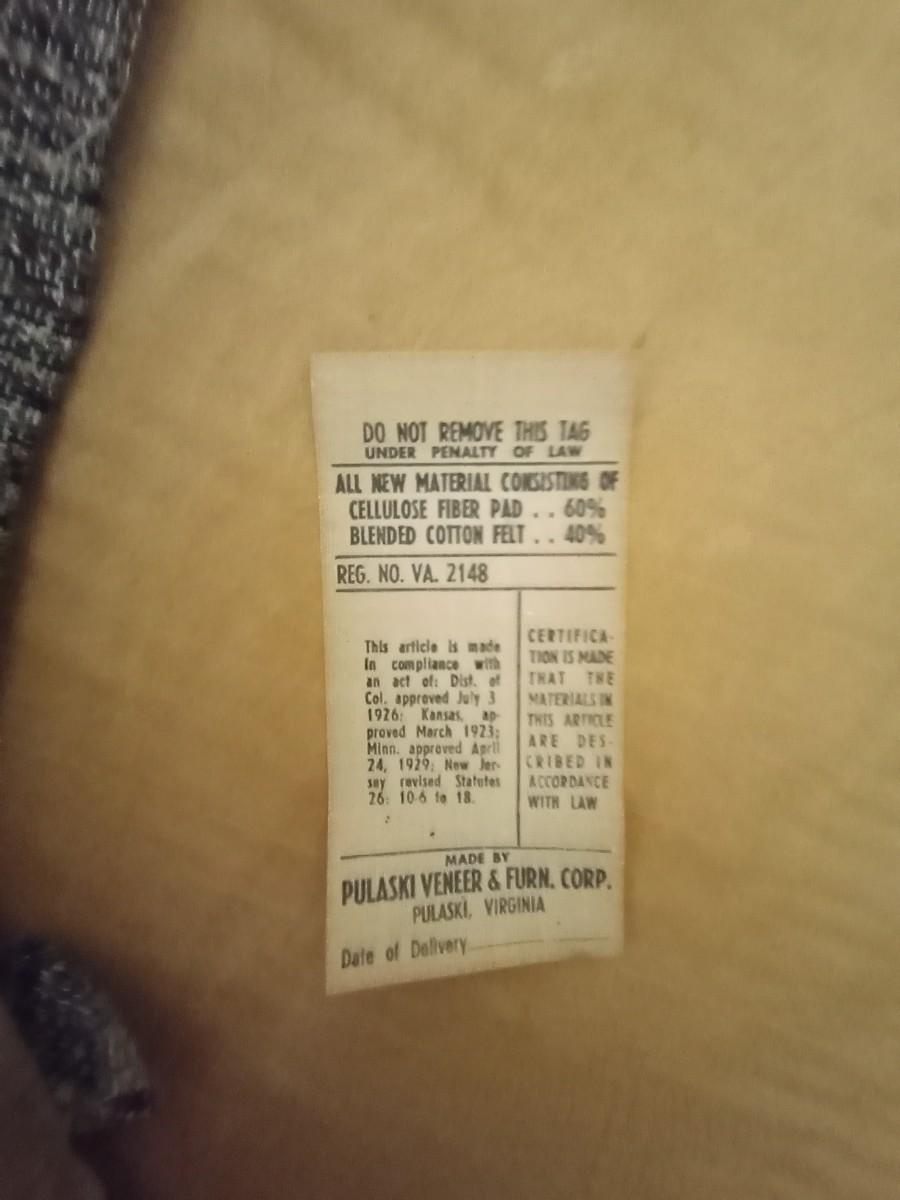 DO NOT REMOVE THIS TAG
UNDER PENALTY OF LAW
ALL NEW MATERIAL CONSISTING OF
CELLULOSE FIBER PAD . . 60%
BLENDED COTTON FELT . . 40%
REG. NO. VA. 2148
This article is made
in compliance with
an act of: Dist. of
Col. approved July 3
1926; Kansas, ap-
proved March 1923;
Minn. approved April
24, 1929; New Jer-
sey revised Statutes
26: 10-6 to 18.
CERTIFICA-
TION IS MADE
THAT THE
MATERIALS IN
THIS ARTICLE
ARE DES-
CRIBED IN
ACCORDANCE
WITH LAW
MADE BY
PULASKI VENEER & FURN. CORP.
PULASKI, VIRGINIA
Date of Delivery